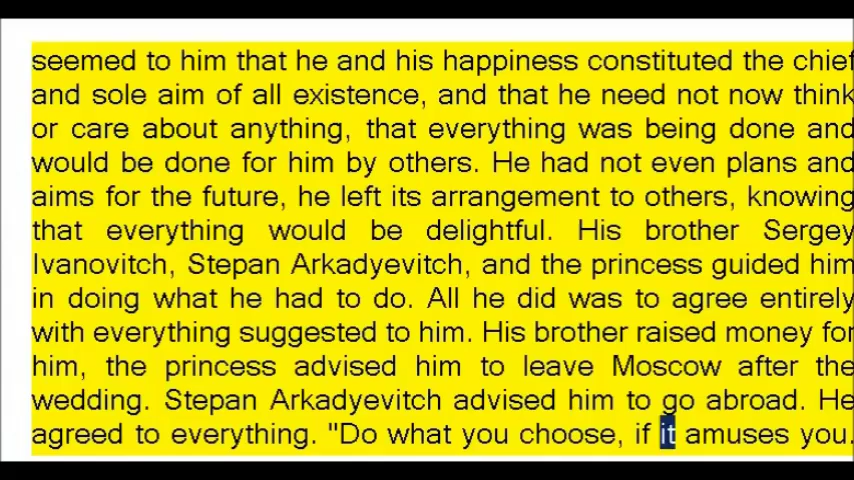 seemed to him that he and his happiness constituted the chief
and sole aim of all existence, and that he need not now think
or care about anything, that everything was being done and
would be done for him by others. He had not even plans and
aims for the future, he left its arrangement to others, knowing
that everything would be delightful. His brother Sergey
Ivanovitch, Stepan Arkadyevitch, and the princess guided him
in doing what he had to do. All he did was to agree entirely
with everything suggested to him. His brother raised money for
him, the princess advised him to leave Moscow after the
wedding. Stepan Arkadyevitch advised him to go abroad. He
agreed to everything. "Do what you choose, if it amuses you.